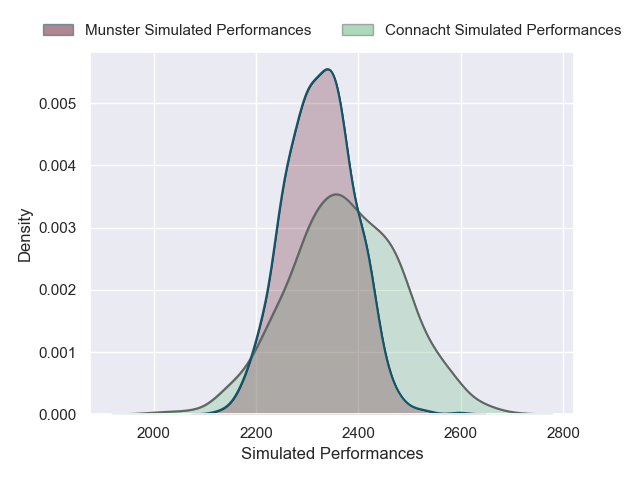 Munster Simulated Performances Connacht Simulated Performances
0.005
0.004
0.003
0.002
0.001
0.000
Density
2000 2200 2400 2600 2800
Simulated Performances